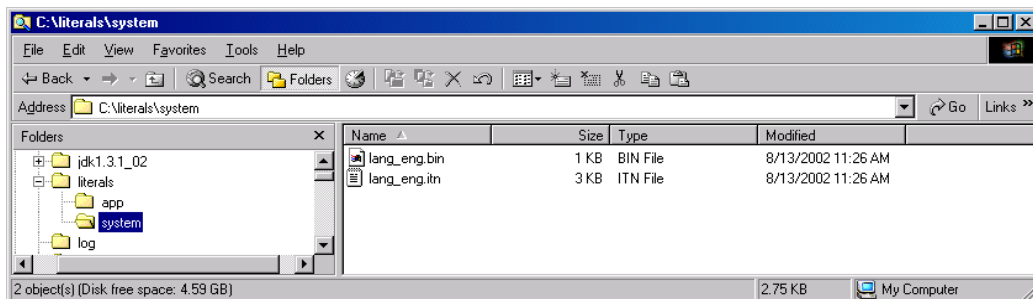 C:\literals\system
File Edit View Favorites Tools Help
Back Search Folders
Address C:\literals\system Go Links »
Folders × Name Size Type Modified
jdk1.3.1_02
literals
app
system
log
lang_eng.bin 1 KB BIN File 8/13/2002 11:26 AM
lang_eng.itn 3 KB ITN File 8/13/2002 11:26 AM
2 object(s) (Disk free space: 4.59 GB) 2.75 KB My Computer